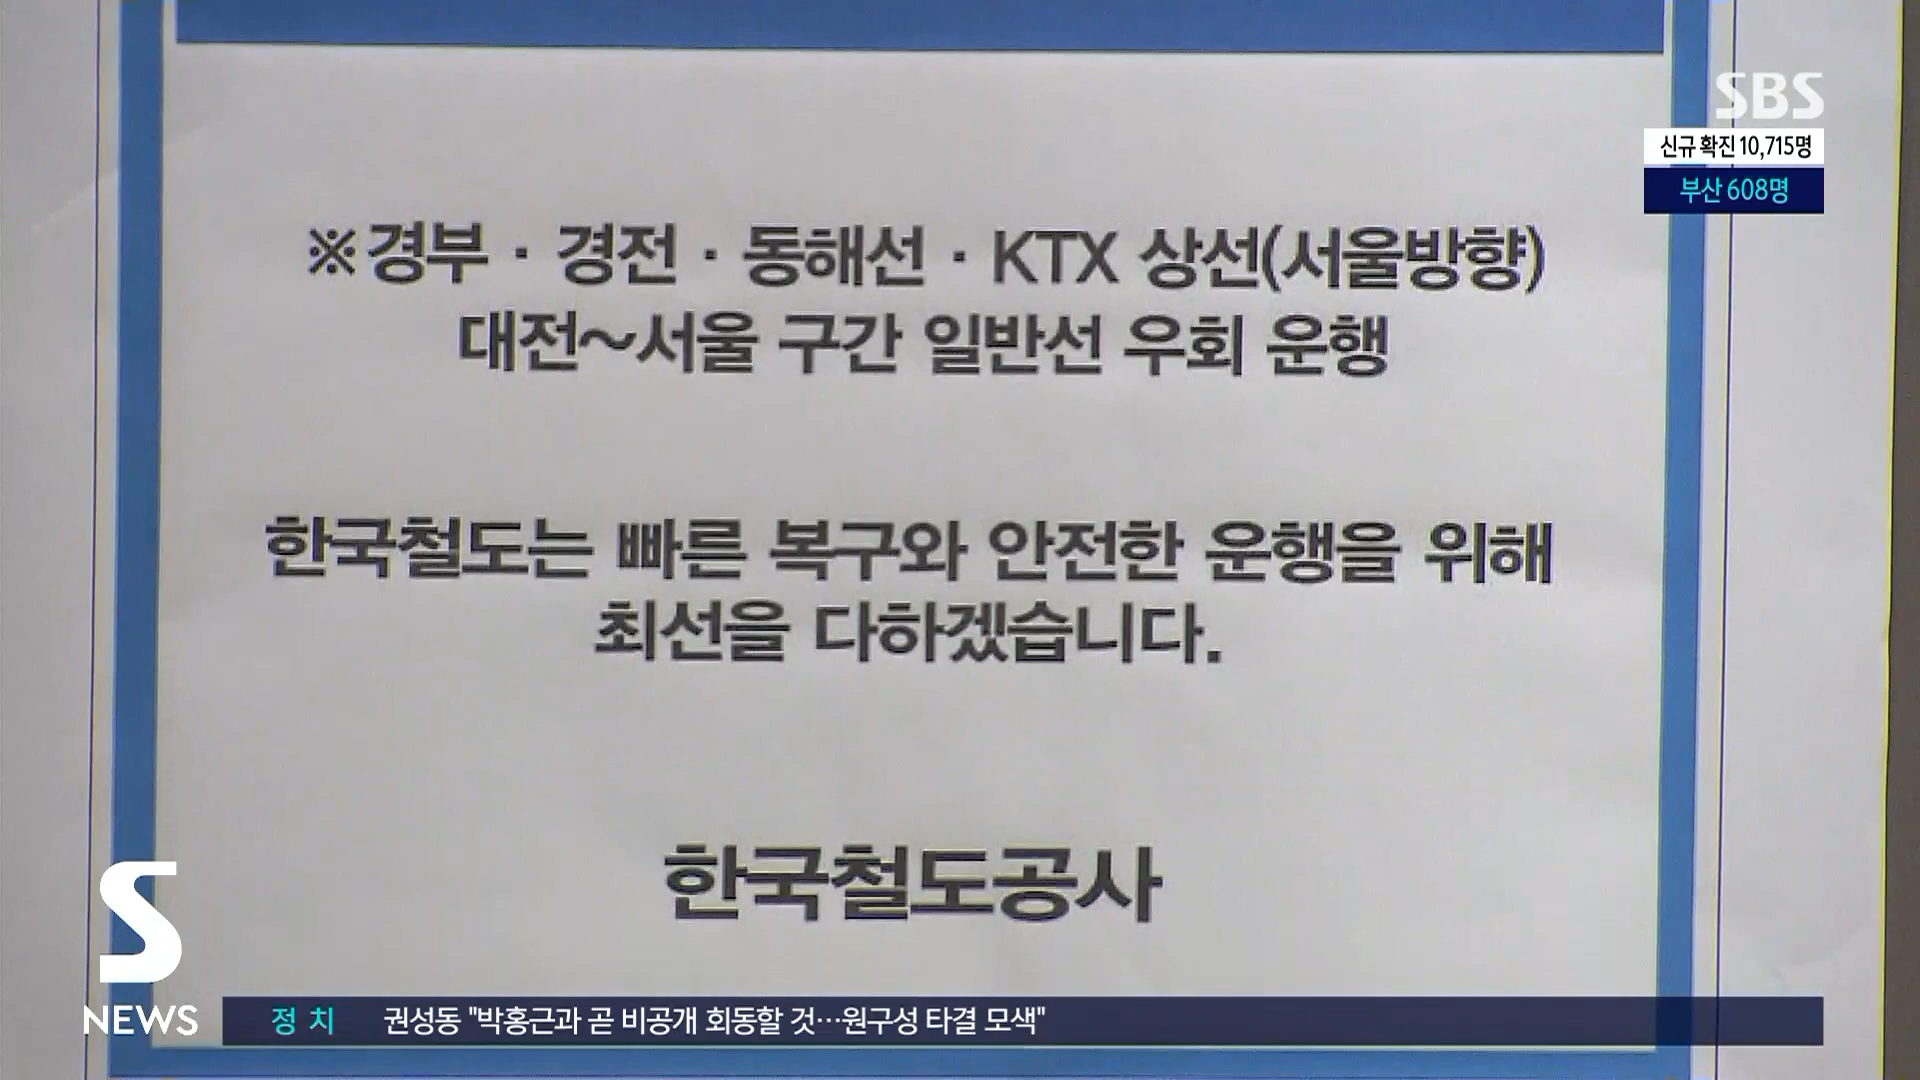 SBS
신규 확진 10,715명
부산 608명
※경부 · 경전 · 동해선 · KTX 상선(서울방향)
대전~서울 구간 일반선 우회 운행
한국철도는 빠른 복구와 안전한 운행을 위해
최선을 다하겠습니다.
한국철도공사
S
NEWS
정 치 권성동 "박홍근과 곧 비공개 회동할 것…원구성 타결 모색"